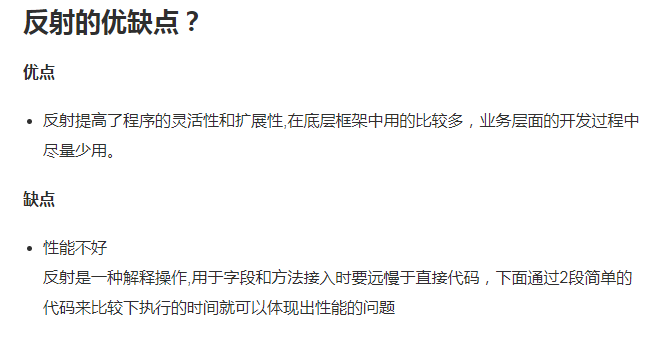 反射的优缺点？
优点
反射提高了程序的灵活性和扩展性,在底层框架中用的比较多，业务层面的开发过程中
尽量少用。
缺点
性能不好
反射是一种解释操作,用于字段和方法接入时要远慢于直接代码，下面通过2段简单的
代码来比较下执行的时间就可以体现出性能的问题